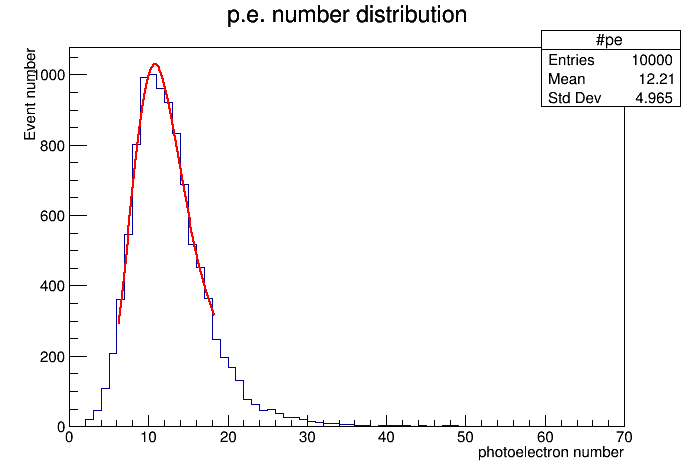 p.e. number distribution
#pe
Entries 10000
Mean 12.21
Std Dev 4.965
Event number
1000
800
600
400
200
0
0 10 20 30 40 50 60 70
photoelectron number